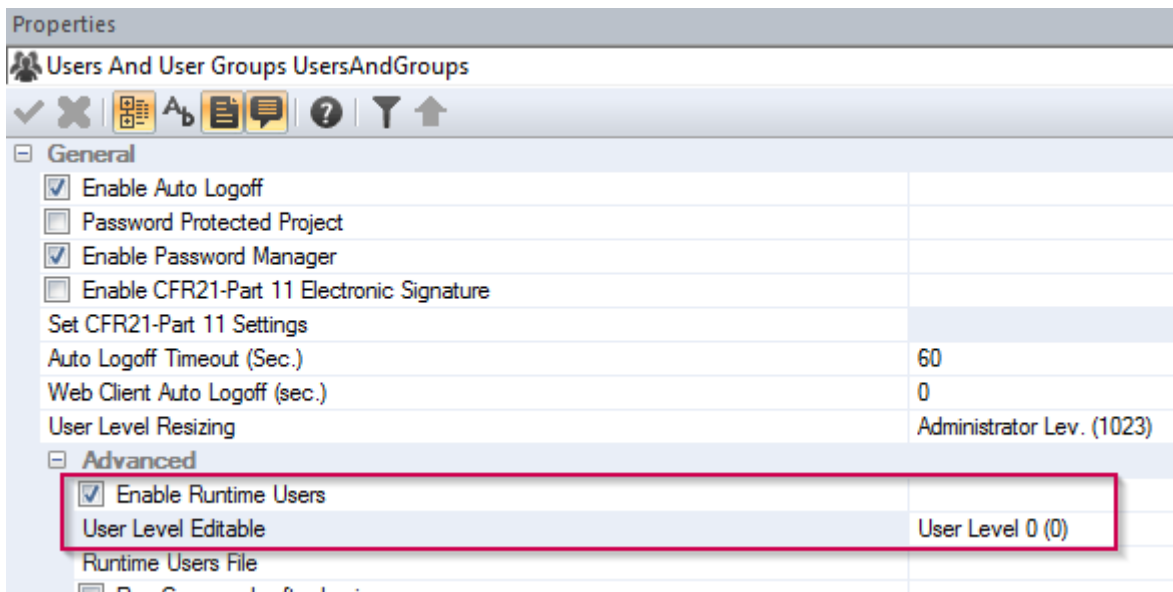 Properties
Users And User Groups UsersAndGroups
General
Enable Auto Logoff
Password Protected Project
Enable Password Manager
Enable CFR21-Part 11 Electronic Signature
Set CFR21-Part 11 Settings
Auto Logoff Timeout (Sec.) 60
Web Client Auto Logoff (sec.) 0
User Level Resizing Administrator Lev. (1023)
Advanced
Enable Runtime Users
User Level Editable User Level 0 (0)
Runtime Users File